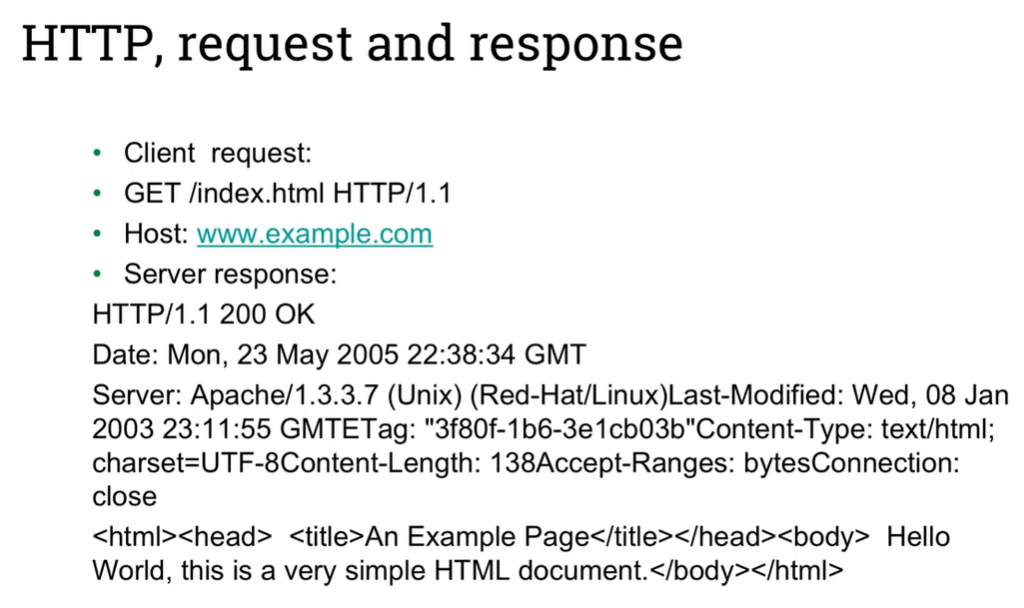 HTTP, request and response
• Client  request:
• GET /index.html HTTP/1.1
• Host: www.example.com
• Server response:
HTTP/1.1 200 OK
Date: Mon, 23 May 2005 22:38:34 GMT
Server: Apache/1.3.3.7 (Unix) (Red-Hat/Linux)Last-Modified: Wed, 08 Jan
2003 23:11:55 GMTETag: "3f80f-1b6-3e1cb03b"Content-Type: text/html;
charset=UTF-8Content-Length: 138Accept-Ranges: bytesConnection:
close
<html><head>  <title>An Example Page</title></head><body>  Hello
World, this is a very simple HTML document.</body></html>